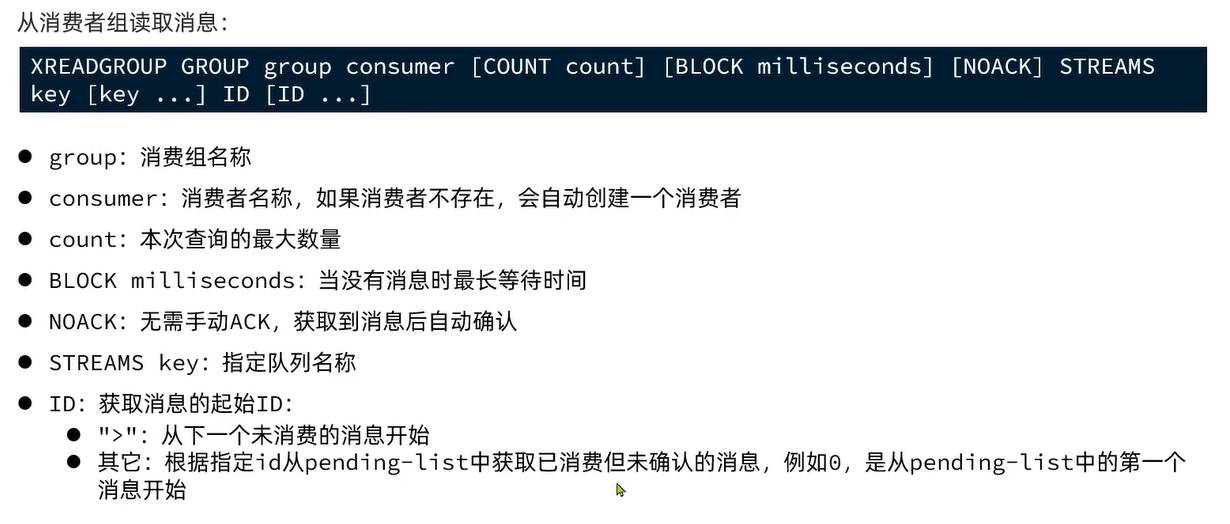 从消费者组读取消息：
XREADGROUP GROUP group consumer [COUNT count] [BLOCK milliseconds] [NOACK] STREAMS
key [key ...] ID [ID ...]
● group：消费组名称
● consumer：消费者名称，如果消费者不存在，会自动创建一个消费者
● count：本次查询的最大数量
● BLOCK milliseconds：当没有消息时最长等待时间
● NOACK：无需手动ACK，获取到消息后自动确认
● STREAMS key：指定队列名称
● ID：获取消息的起始ID：
● ">"：从下一个未消费的消息开始
● 其它：根据指定id从pending-list中获取已消费但未确认的消息，例如0，是从pending-list中的第一个
消息开始